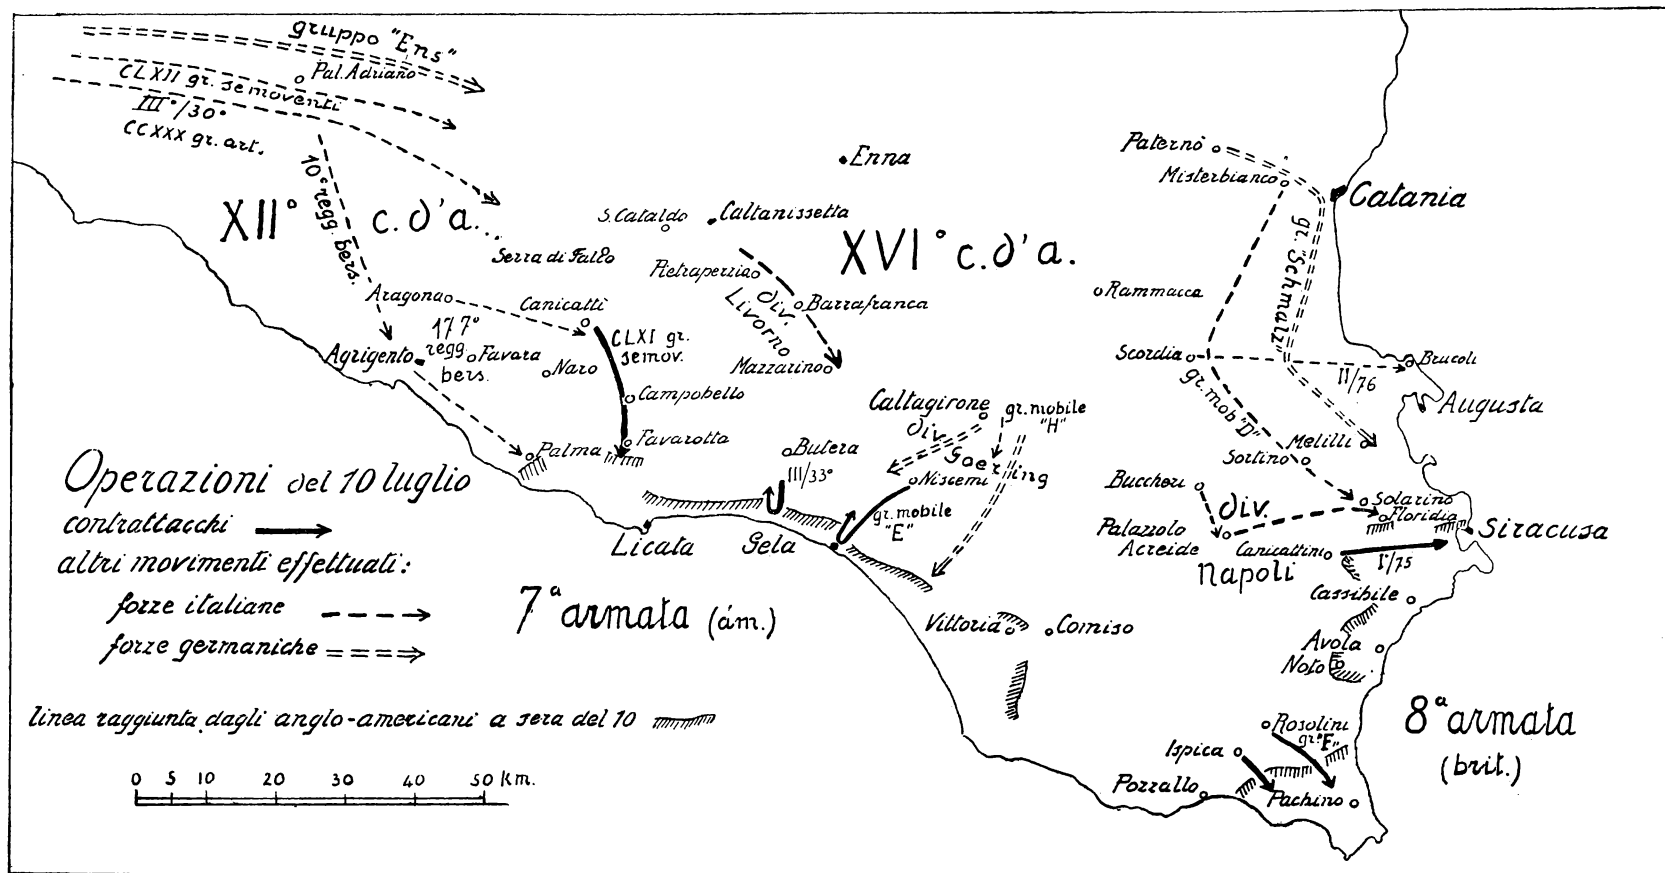 gruppo "Ens"
Pal. Adriano
CLXII gr. semoventi
III°/30°
CCXXX gr. art.
10° regg. bers.
XII° c.d'a.
Enna
S. Cataldo
Caltanissetta
Serra di Falco
XVI° c.d'a.
Pietraperzia
Barrafranca
div. Livorno
Mazzarino
Paternò
Misterbianco
Catania
gr. "Schmalz"
Rammacca
Scordia
Brucoli
II/76
Augusta
gr. mob "D"
Melilli
Sortino
Aragona
Canicattì
CLXI gr.
semov.
177°
regg.
bers.
Agrigento
Favara
Naro
Campobello
Favarotta
Palma
Caltagirone
gr. mobile
"H"
div. Goering
Butera
III/33°
Niscemi
gr. mobile
"E"
Licata
Gela
Buccheri
Solarino
Floridia
Siracusa
div.
Napoli
Palazzolo
Acreide
Canicattini
I°/75
Cassibile
Vittoria
Comiso
Avola
Noto
Rosolini
gr. "F"
Ispica
Pozzallo
Pachino
7ª armata (am.)
8ª armata
(brit.)
Operazioni del 10 luglio
contrattacchi
altri movimenti effettuati:
forze italiane
forze germaniche
linea raggiunta dagli anglo-americani a sera del 10
0 5 10 20 30 40 50 km.